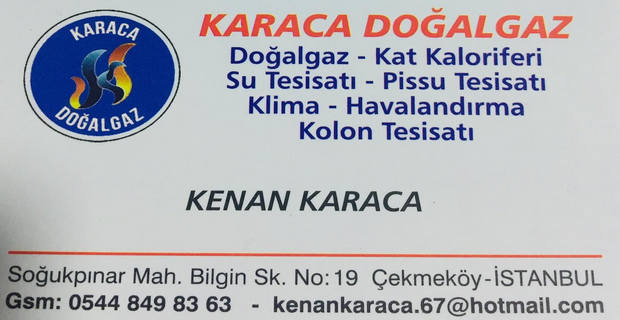 KARACA
DOĞALGAZ
KARACA DOĞALGAZ
Doğalgaz - Kat Kaloriferi
Su Tesisatı - Pissu Tesisatı
Klima - Havalandırma
Kolon Tesisatı
KENAN KARACA
Soğukpınar Mah. Bilgin Sk. No: 19 Çekmeköy-İSTANBUL
Gsm: 0544 849 83 63 - kenankaraca.67@hotmail.com